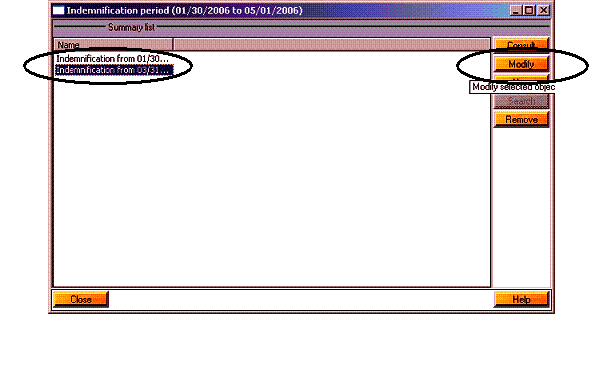 Indemnification period (01/30/2006 to 05/01/2006)
Summary list
Name
Consult
Indemnification from 01/30...
Modify
Indemnification from 03/31...
Modify selected objec
Search
Remove
Close
Help